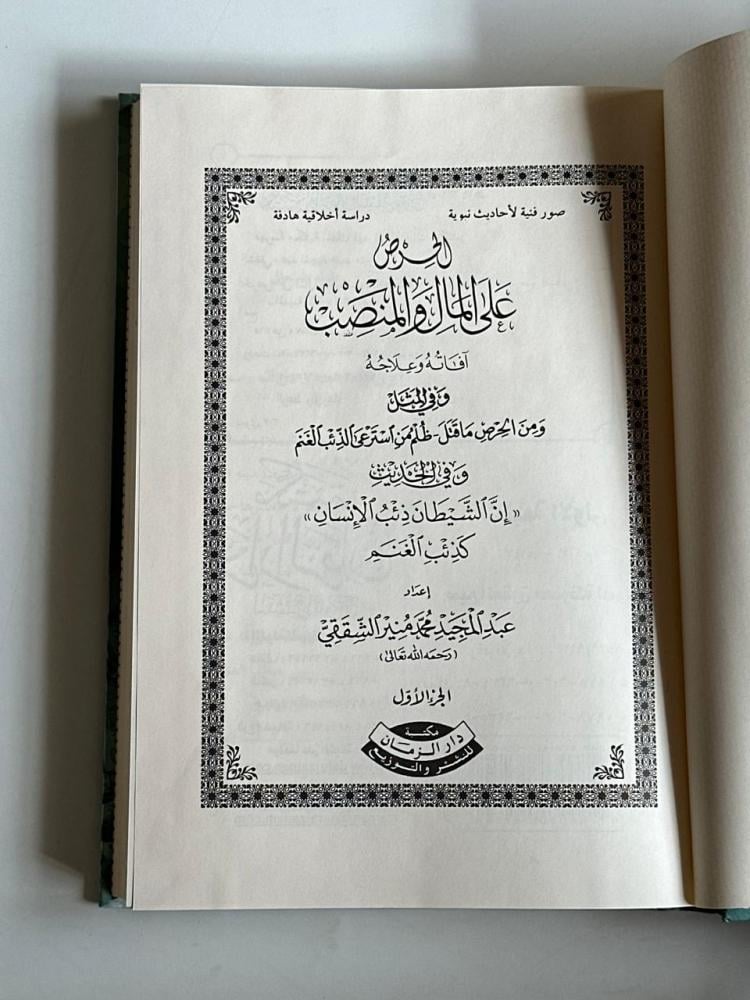 صور فنية لأحاديث نبوية دراسة أخلاقية هادفة
الحرص
على المال والمنصب
آفاته وعلاجه
وفي المثل
ومن الحرص ما قتل - ظلم من استرعى الذئب الغنم
وفي الحديث
«إن الشيطان ذئب الإنسان»
كذئب الغنم
إعداد
عبد المجيد محمد منير الشققي
(رحمه الله تعالى)
الجزء الأول
مكتبة
دار الزمان
للنشر والتوزيع